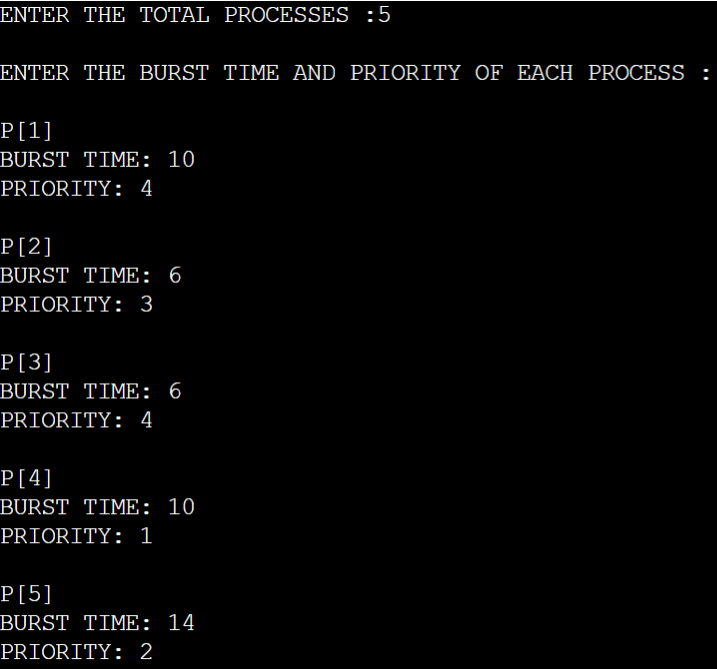 ENTER THE TOTAL PROCESSES :5
ENTER THE BURST TIME AND PRIORITY OF EACH PROCESS :
P[1]
BURST TIME: 10
PRIORITY: 4
P[2]
BURST TIME: 6
PRIORITY: 3
P[3]
BURST TIME: 6
PRIORITY: 4
P[4]
BURST TIME: 10
PRIORITY: 1
P[5]
BURST TIME: 14
PRIORITY: 2